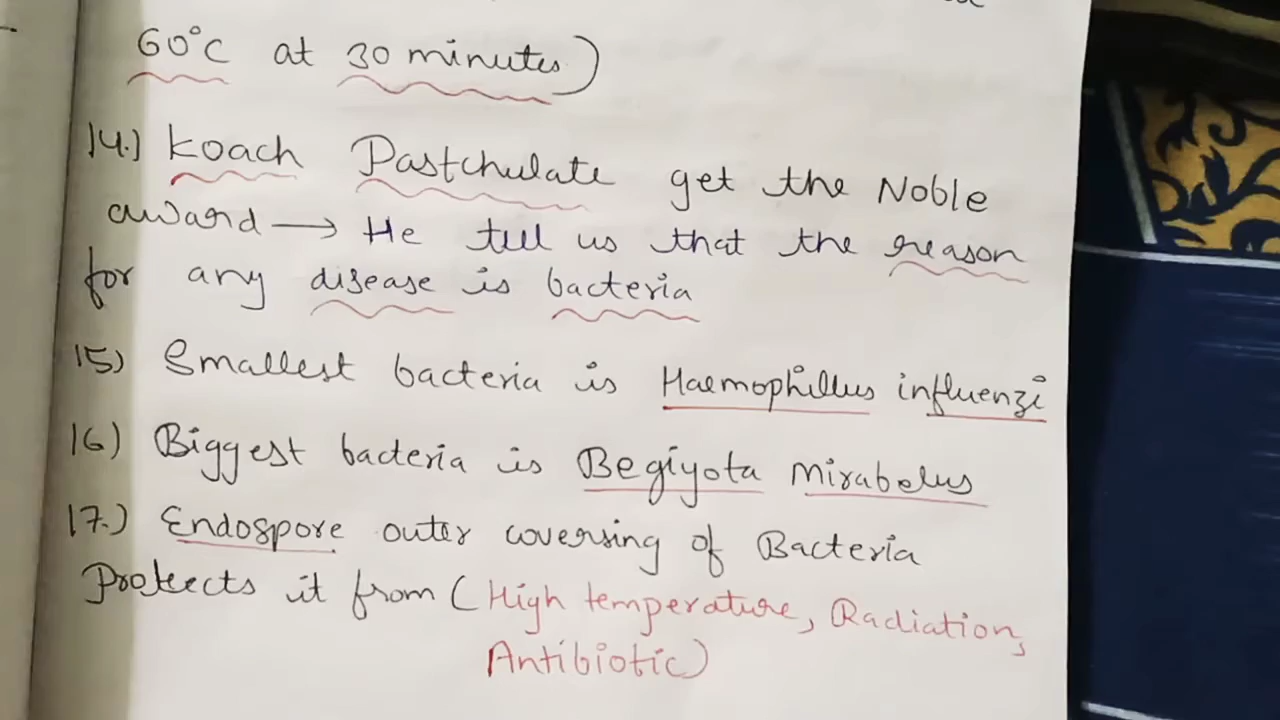 60°C at 30 minutes)
14.) Koach Pastchulate get the Noble
award → He tell us that the reason
for any disease is bacteria
15) Smallest bacteria is Haemophillus influenzi
16) Biggest bacteria is Begiyota Mirabelus
17.) Endospore outer coversing of Bacteria
Protects it from (High temperature, Radiation,
Antibiotic)